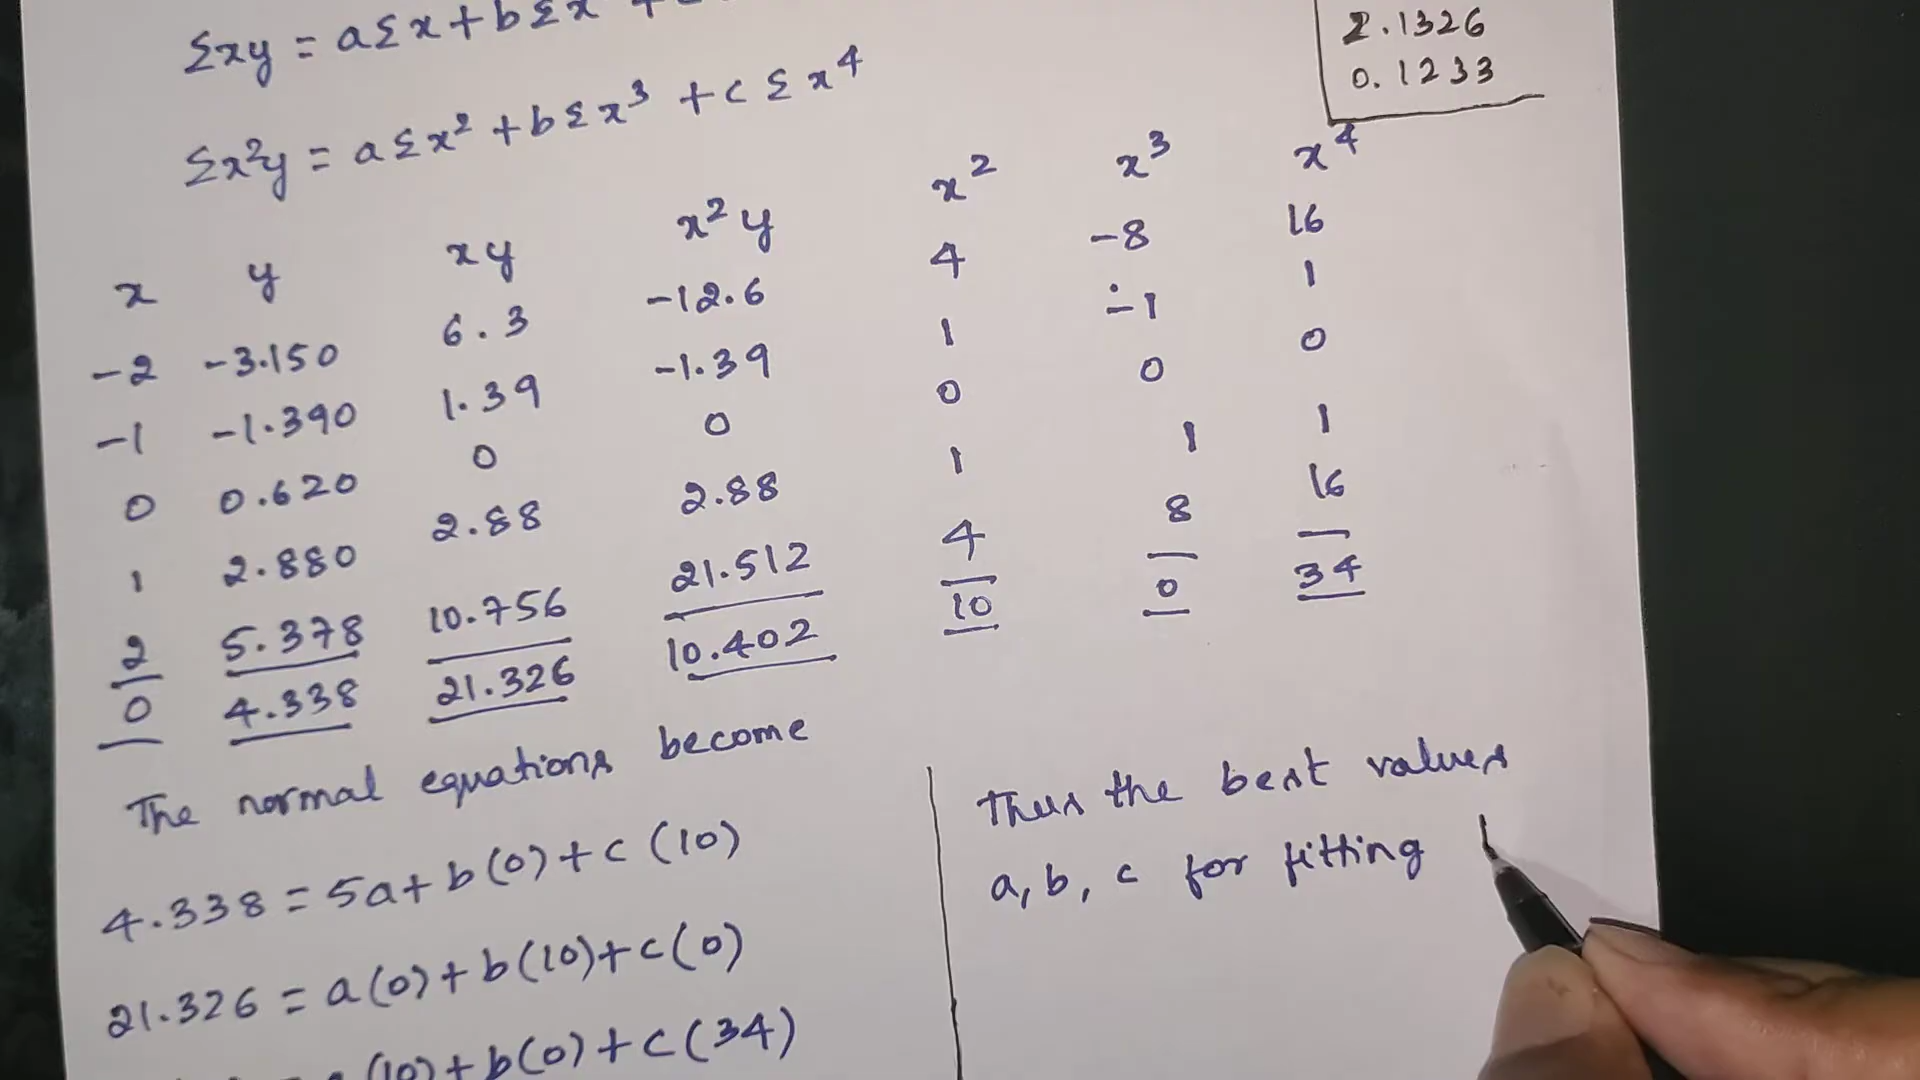 Σxy = aΣx + bΣx
Σx²y = aΣx² + bΣx³ + cΣx⁴
2.1326
0.1233
x y xy x²y x² x³ x⁴
-2 -3.150 6.3 -12.6 4 -8 16
-1 -1.390 1.39 -1.39 1 -1 1
0 0.620 0 0 0 0 0
1 2.880 2.88 2.88 1 1 1
2 5.378 10.756 21.512 4 8 16
0 4.338 21.326 10.402 10 0 34
The normal equations become
4.338 = 5a + b(0) + c(10)
21.326 = a(0) + b(10) + c(0)
(10) + b(0) + c(34)
Thus the best values
a, b, c for fitting